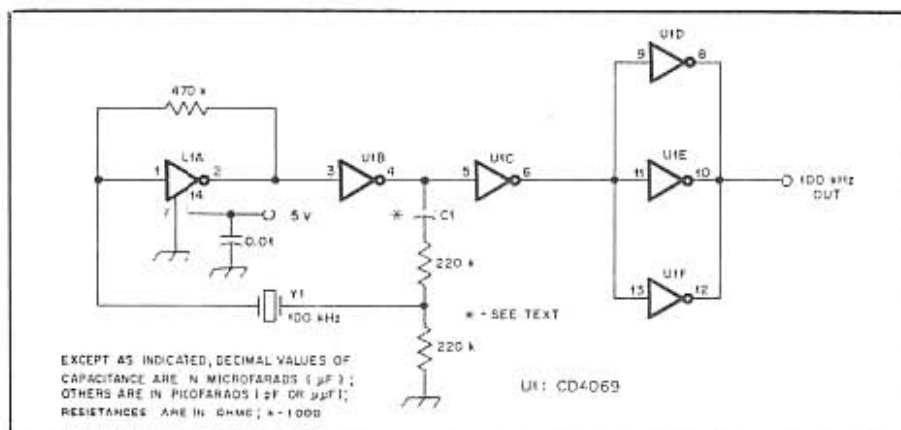 U1D
9
8
470 k
U1A
1
2
14
7
5 V
0.01
U1B
3
4
* C1
220 k
U1C
5
6
U1E
11
10
100 kHz
OUT
Y1
100 kHz
* - SEE TEXT
220 k
U1F
13
12
EXCEPT AS INDICATED, DECIMAL VALUES OF
CAPACITANCE ARE IN MICROFARADS ( µF ) ;
OTHERS ARE IN PICOFARADS ( pF OR µµF) ;
RESISTANCES ARE IN OHMS ; k - 1000
U1: CD4069